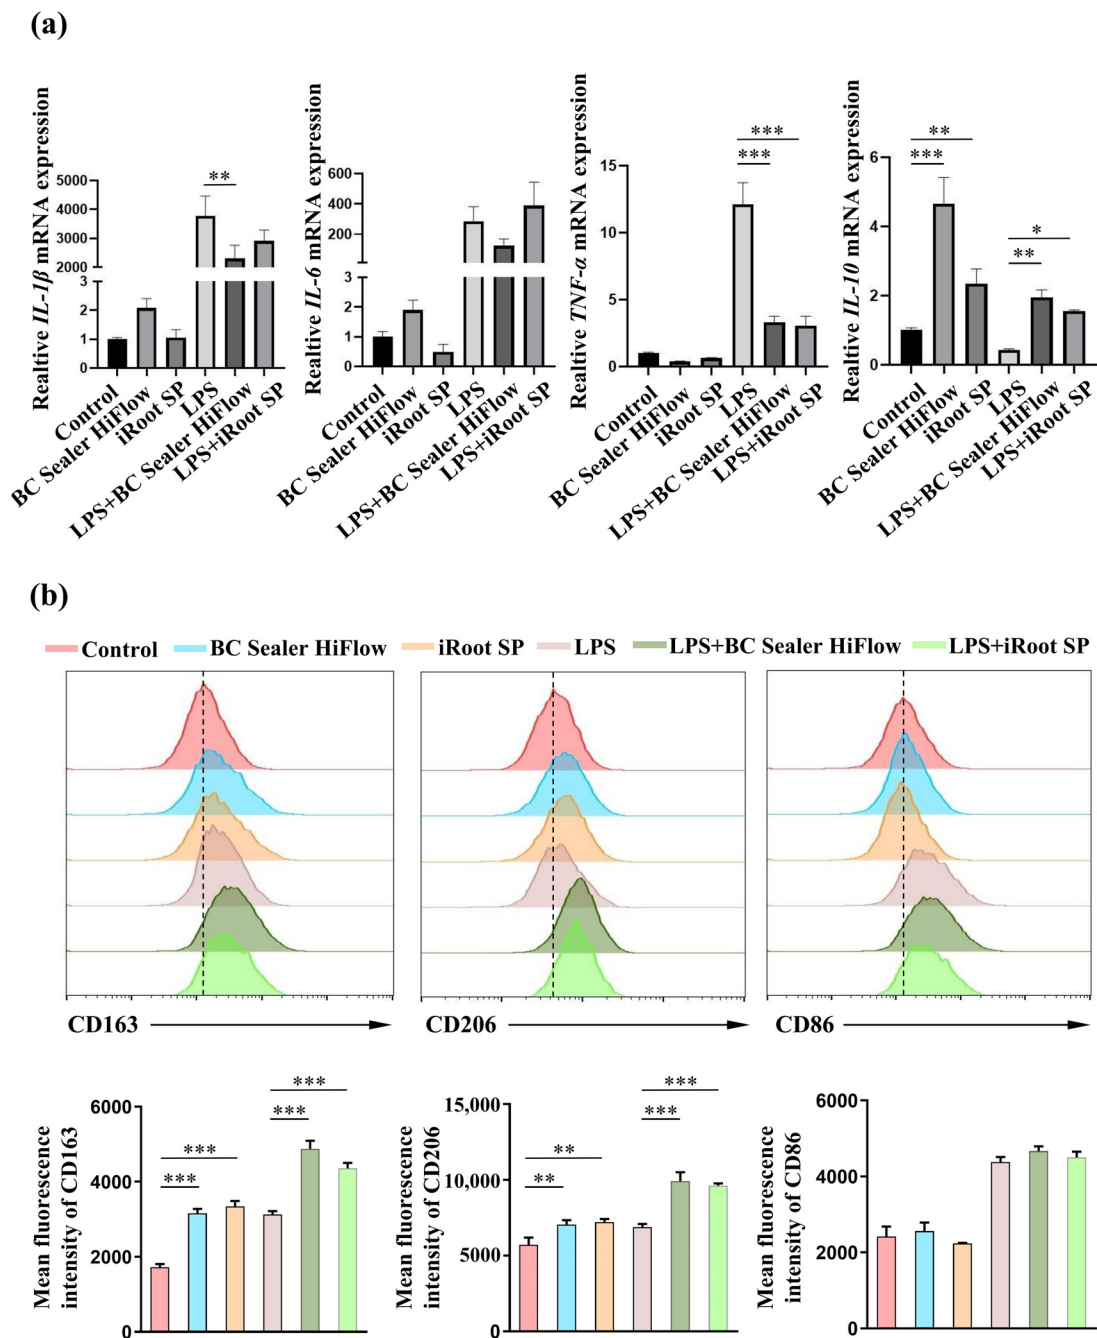 (a)
Realtive IL-1β mRNA expression
5000
4000
3000
2000
3
2
1
0
**
Control
BC Sealer HiFlow
iRoot SP
LPS
LPS+BC Sealer HiFlow
LPS+iRoot SP
Realtive IL-6 mRNA expression
600
400
200
3
2
1
0
Control
BC Sealer HiFlow
iRoot SP
LPS
LPS+BC Sealer HiFlow
LPS+iRoot SP
Realtive TNF-α mRNA expression
15
10
5
0
***
***
Control
BC Sealer HiFlow
iRoot SP
LPS
LPS+BC Sealer HiFlow
LPS+iRoot SP
Realtive IL-10 mRNA expression
6
4
2
0
**
***
*
**
Control
BC Sealer HiFlow
iRoot SP
LPS
LPS+BC Sealer HiFlow
LPS+iRoot SP
(b)
Control BC Sealer HiFlow iRoot SP LPS LPS+BC Sealer HiFlow LPS+iRoot SP
CD163
CD206
CD86
Mean fluorescence
intensity of CD163
6000
4000
2000
0
***
***
***
***
Mean fluorescence
intensity of CD206
15,000
10,000
5000
0
**
**
***
***
Mean fluorescence
intensity of CD86
6000
4000
2000
0